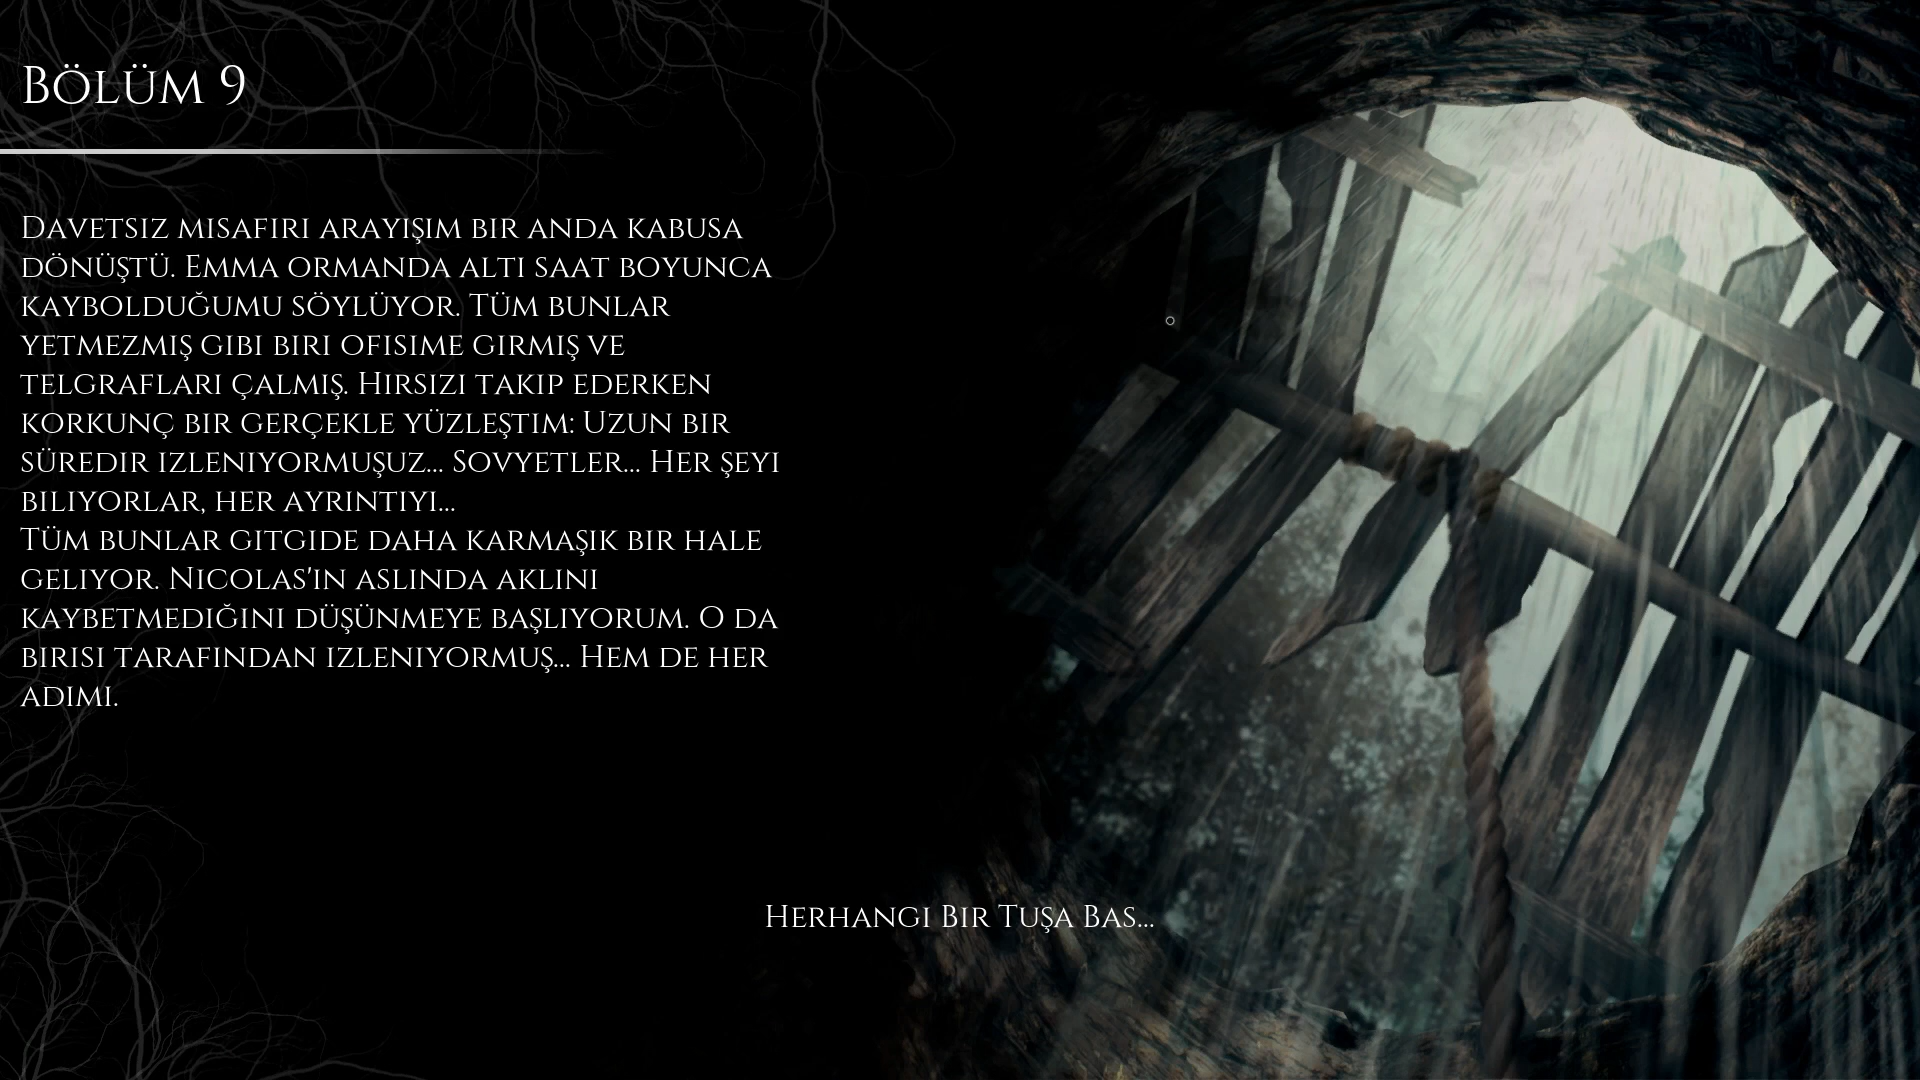 Bölüm 9
Davetsiz misafiri arayışım bir anda kabusa
dönüştü. Emma ormanda altı saat boyunca
kaybolduğumu söylüyor. Tüm bunlar
yetmezmiş gibi biri ofisime girmiş ve
telgrafları çalmış. Hırsızı takip ederken
korkunç bir gerçekle yüzleştim: Uzun bir
süredir izleniyormuşuz... Sovyetler... Her şeyi
biliyorlar, her ayrıntıyı...
Tüm bunlar gitgide daha karmaşık bir hale
geliyor. Nicolas'ın aslında aklını
kaybetmediğini düşünmeye başlıyorum. O da
birisi tarafından izleniyormuş... Hem de her
adımı.
Herhangi Bir Tuşa Bas...